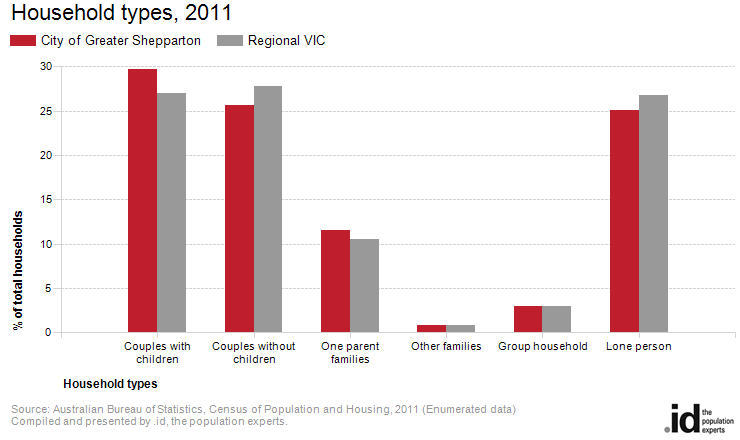 Household types, 2011
City of Greater Shepparton Regional VIC
30
25
20
15
10
5
0
% of total households
Couples with children
Couples without children
One parent families
Other families
Group household
Lone person
Household types
Source: Australian Bureau of Statistics, Census of Population and Housing, 2011 (Enumerated data)
Compiled and presented by .id, the population experts.
.id the population experts